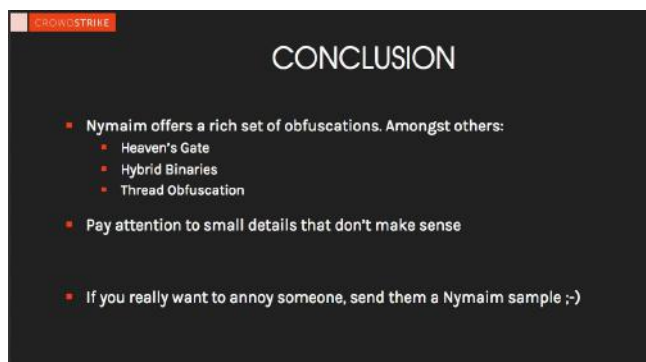 CROWDSTRIKE
CONCLUSION
Nymaim offers a rich set of obfuscations. Amongst others:
Heaven's Gate
Hybrid Binaries
Thread Obfuscation
Pay attention to small details that don't make sense
If you really want to annoy someone, send them a Nymaim sample ;-)